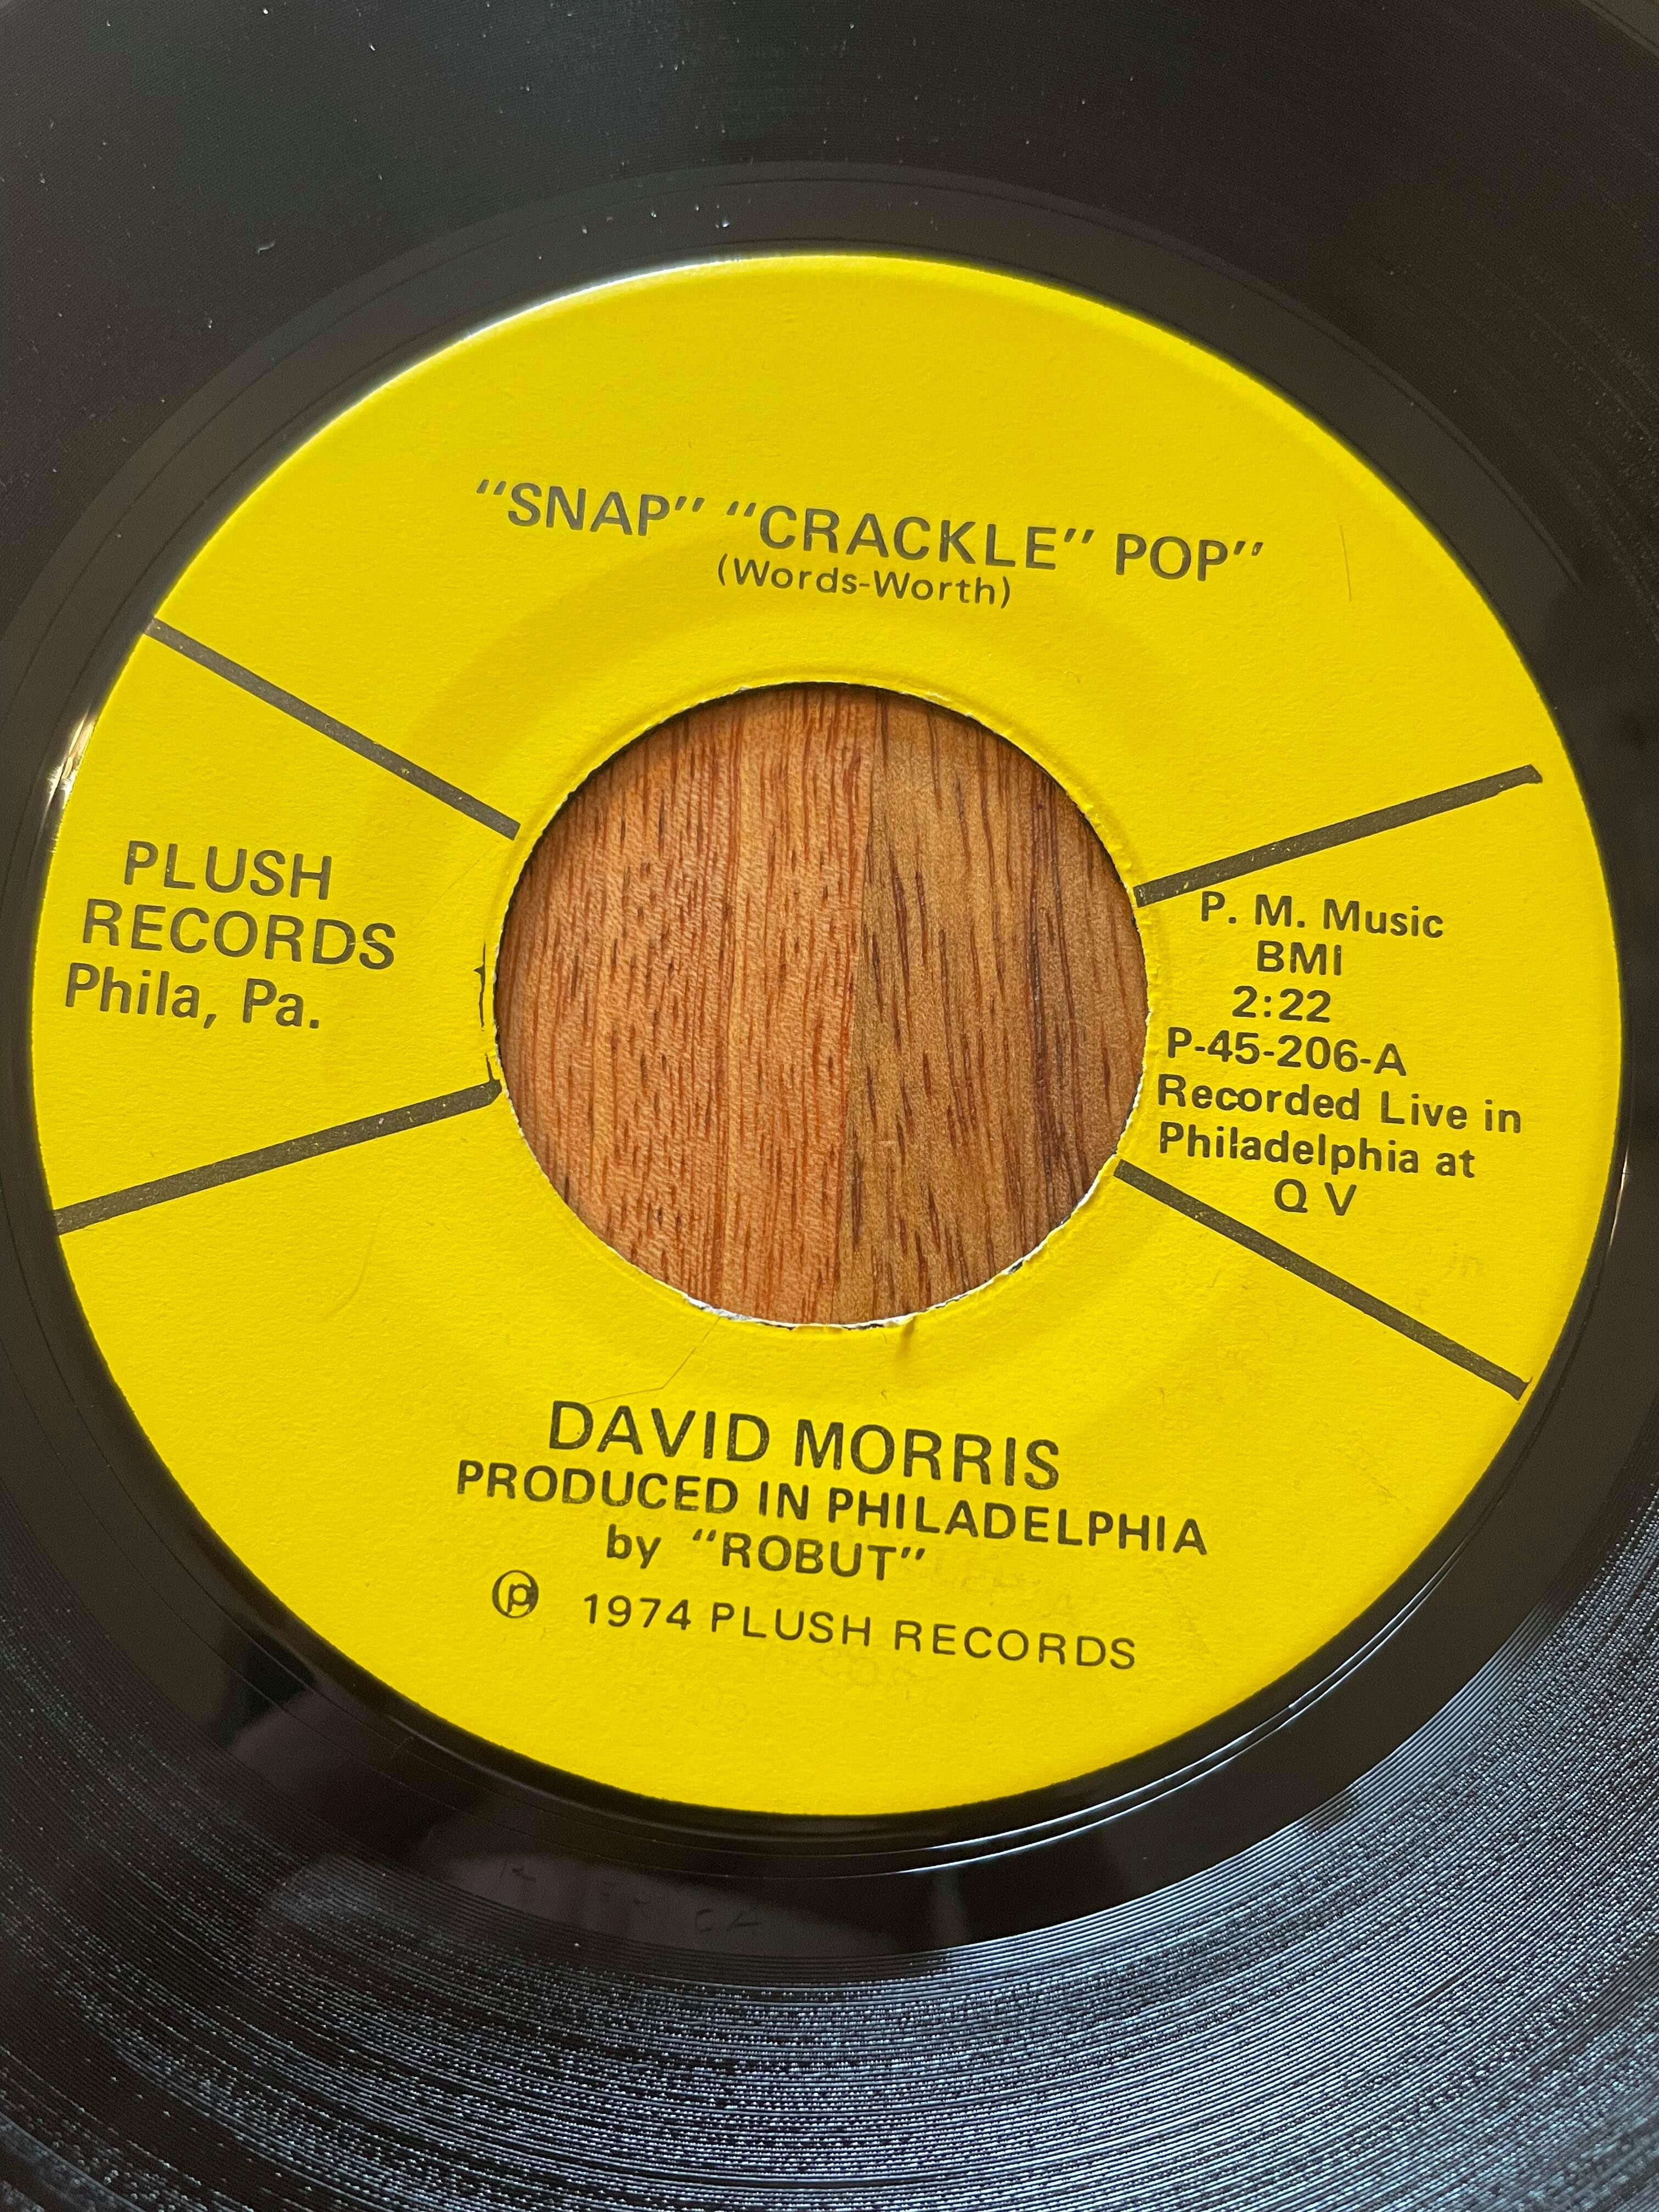 “SNAP” “CRACKLE” POP”
(Words-Worth)
PLUSH
RECORDS
Phila, Pa.
P. M. Music
BMI
2:22
P-45-206-A
Recorded Live in
Philadelphia at
Q V
DAVID MORRIS
PRODUCED IN PHILADELPHIA
by “ROBUT”
℗ 1974 PLUSH RECORDS